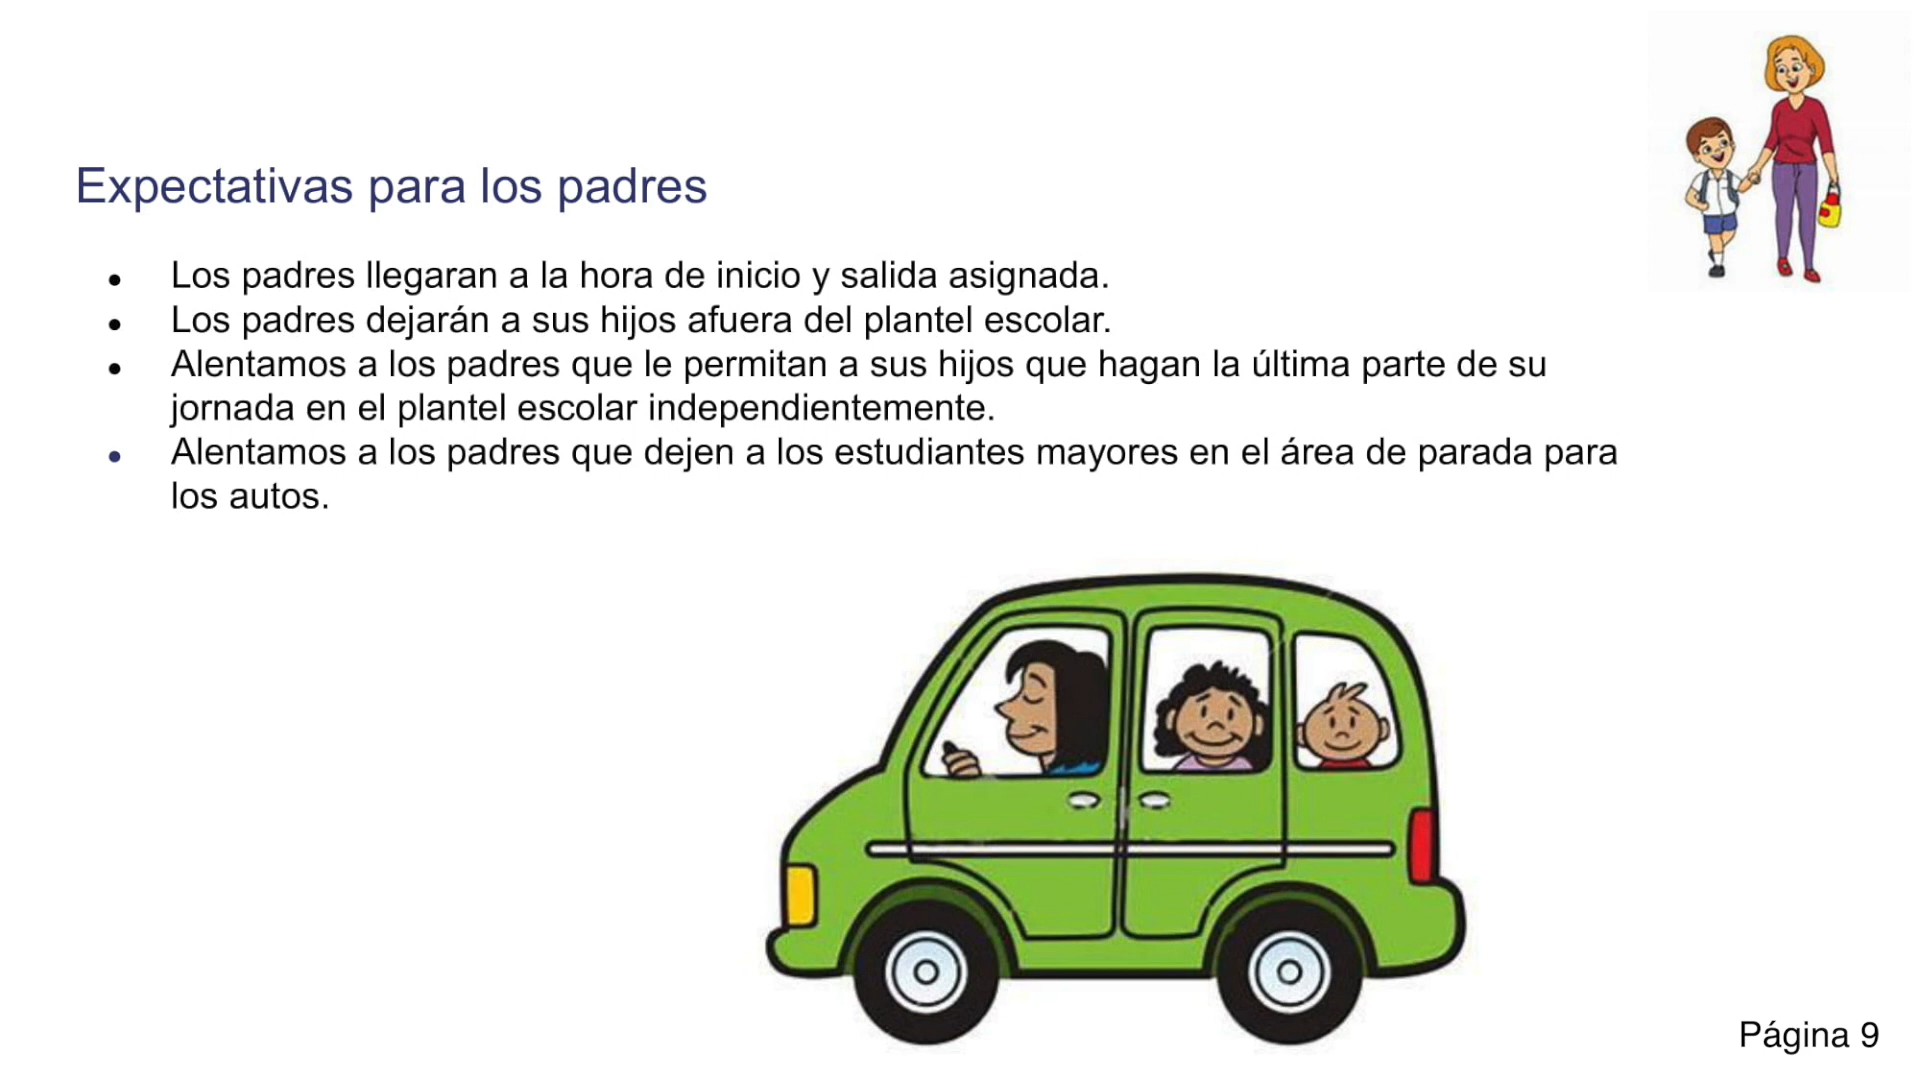 Expectativas para los padres
• Los padres llegaran a la hora de inicio y salida asignada.
• Los padres dejarán a sus hijos afuera del plantel escolar.
• Alentamos a los padres que le permitan a sus hijos que hagan la última parte de su
jornada en el plantel escolar independientemente.
• Alentamos a los padres que dejen a los estudiantes mayores en el área de parada para
los autos.
Página 9